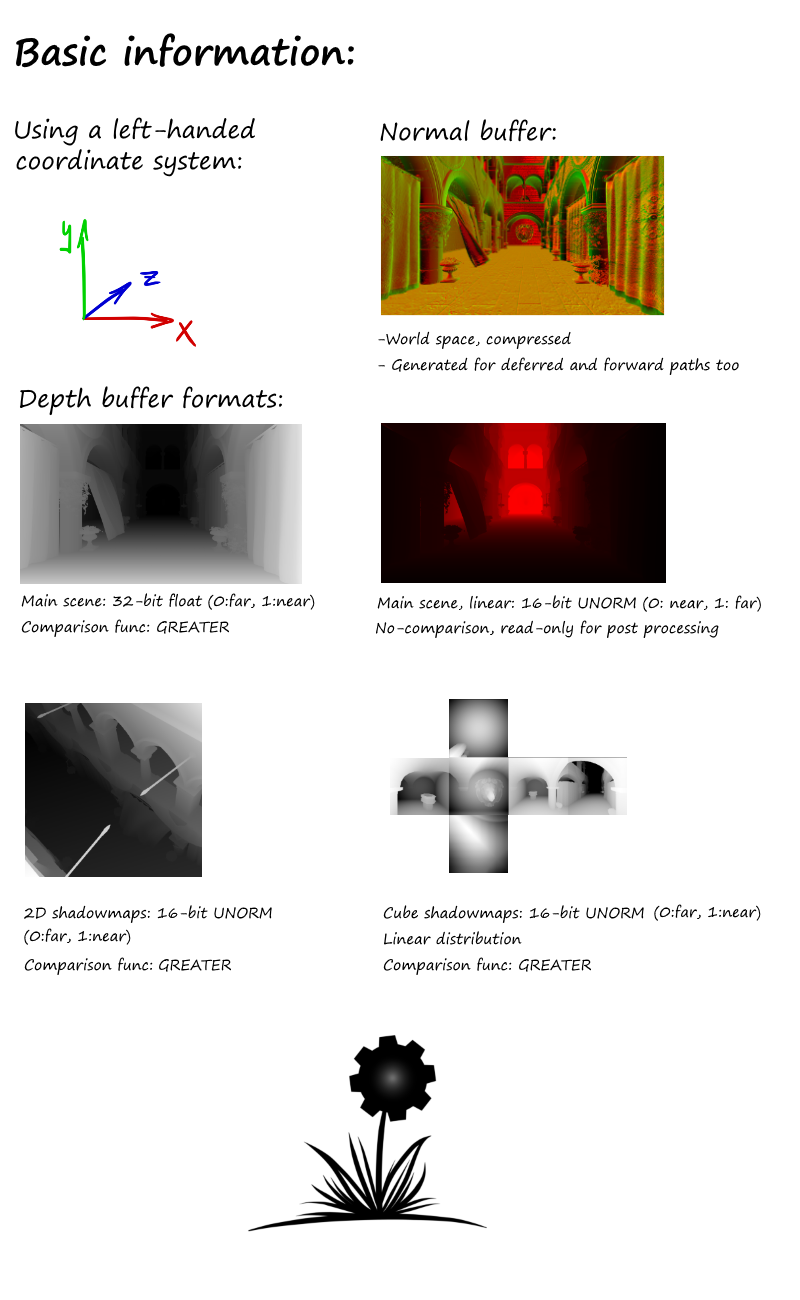 Basic information:
Using a left-handed
coordinate system:
y
z
x
Normal buffer:
-World space, compressed
- Generated for deferred and forward paths too
Depth buffer formats:
Main scene: 32-bit float (0:far, 1:near)
Comparison func: GREATER
Main scene, linear: 16-bit UNORM (0: near, 1: far)
No-comparison, read-only for post processing
2D shadowmaps: 16-bit UNORM
(0:far, 1:near)
Comparison func: GREATER
Cube shadowmaps: 16-bit UNORM (0:far, 1:near)
Linear distribution
Comparison func: GREATER